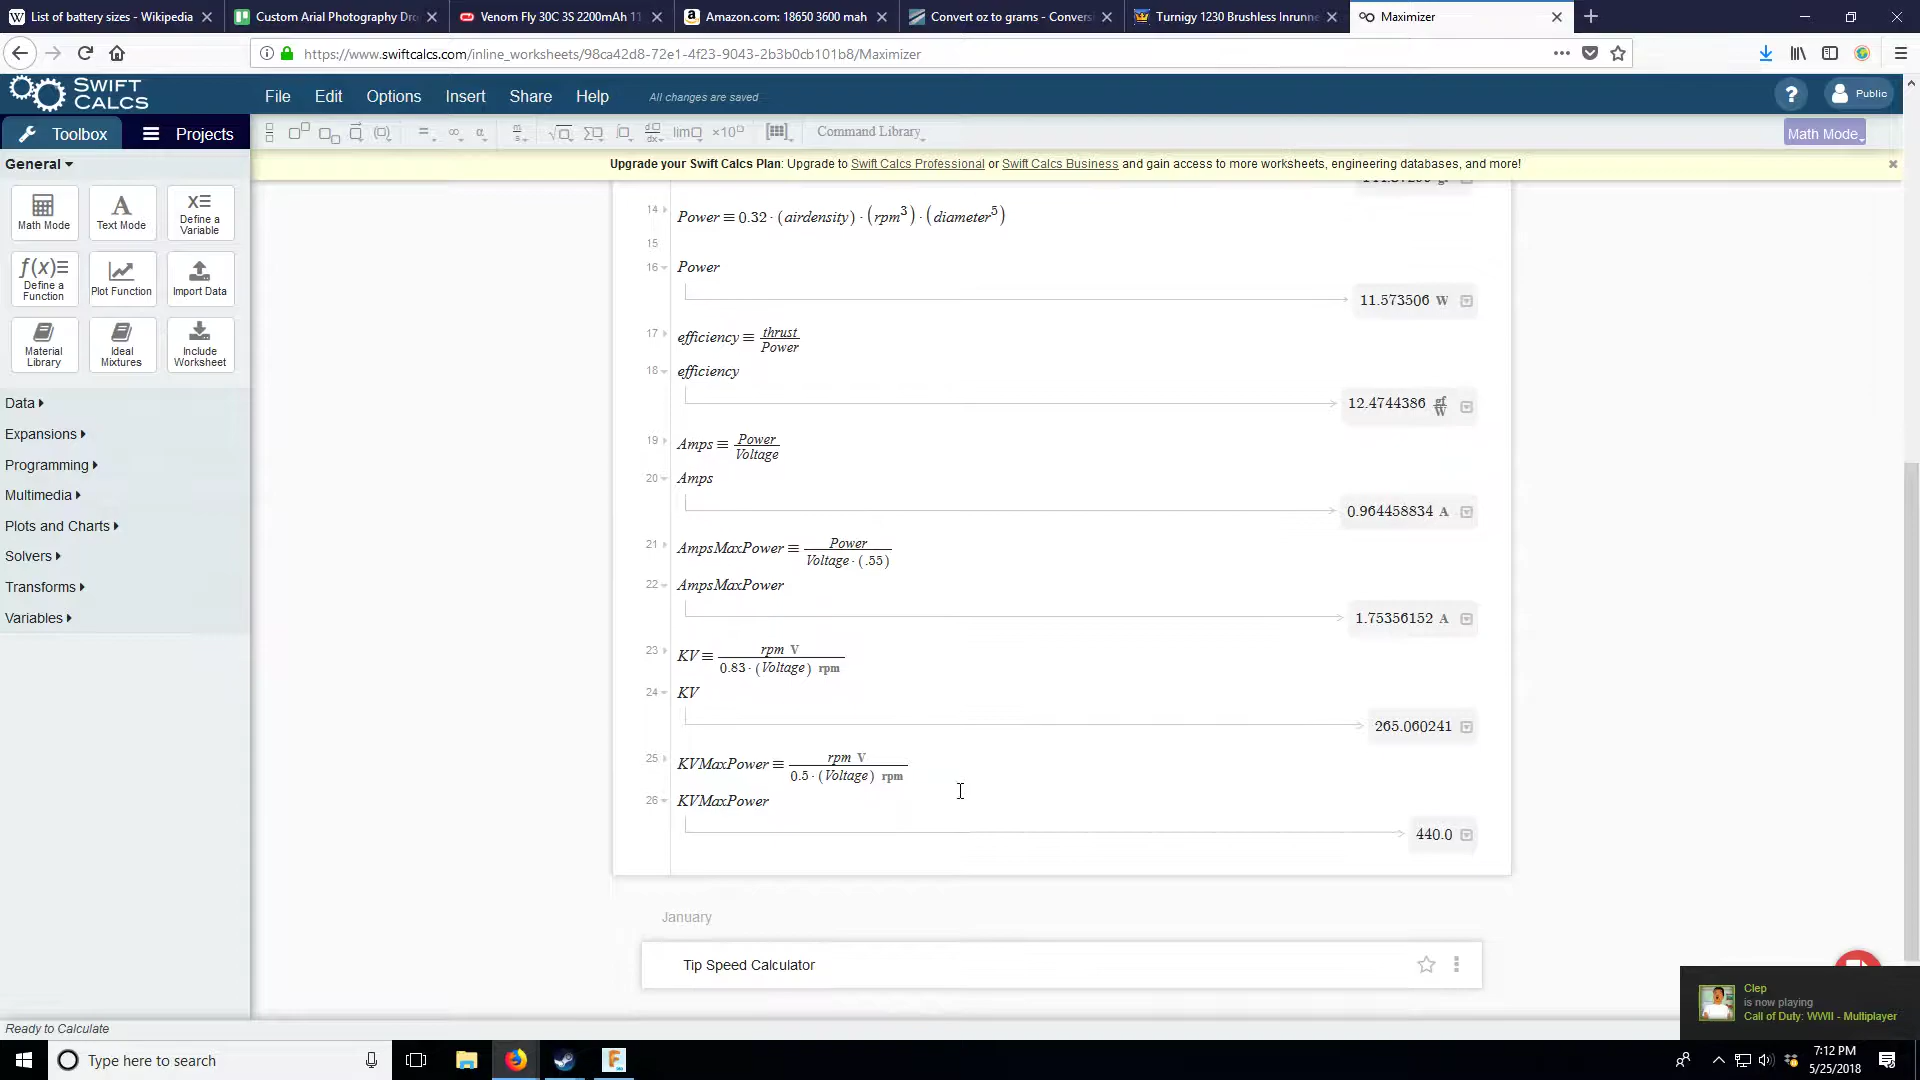 List of battery sizes - Wikipedia
Custom Arial Photography Dro
Venom Fly 30C 3S 2200mAh 11
Amazon.com: 18650 3600 mah
Convert oz to grams - Convers
Turnigy 1230 Brushless Inrunne
Maximizer
https://www.swiftcalcs.com/inline_worksheets/98ca42d8-72e1-4f23-9043-2b3b0cb101b8/Maximizer
SWIFT CALCS
File Edit Options Insert Share Help All changes are saved
? Public
Toolbox Projects
lim ×10 Command Library Math Mode
Upgrade your Swift Calcs Plan: Upgrade to Swift Calcs Professional or Swift Calcs Business and gain access to more worksheets, engineering databases, and more!
General
Math Mode
Text Mode
Define a Variable
f(x)
Define a Function
Plot Function
Import Data
Material Library
Ideal Mixtures
Include Worksheet
Data
Expansions
Programming
Multimedia
Plots and Charts
Solvers
Transforms
Variables
14 Power ≡ 0.32 · (airdensity) · (rpm³) · (diameter⁵)
15
16 Power
11.573506 W
17 efficiency ≡ thrust / Power
18 efficiency
12.4744386 gf / W
19 Amps ≡ Power / Voltage
20 Amps
0.964458834 A
21 AmpsMaxPower ≡ Power / Voltage · (.55)
22 AmpsMaxPower
1.75356152 A
23 KV ≡ rpm V / 0.83 · (Voltage) rpm
24 KV
265.060241
25 KVMaxPower ≡ rpm V / 0.5 · (Voltage) rpm
26 KVMaxPower
440.0
January
Tip Speed Calculator
Clep
is now playing
Call of Duty: WWII - Multiplayer
Ready to Calculate
Type here to search
7:12 PM
5/25/2018